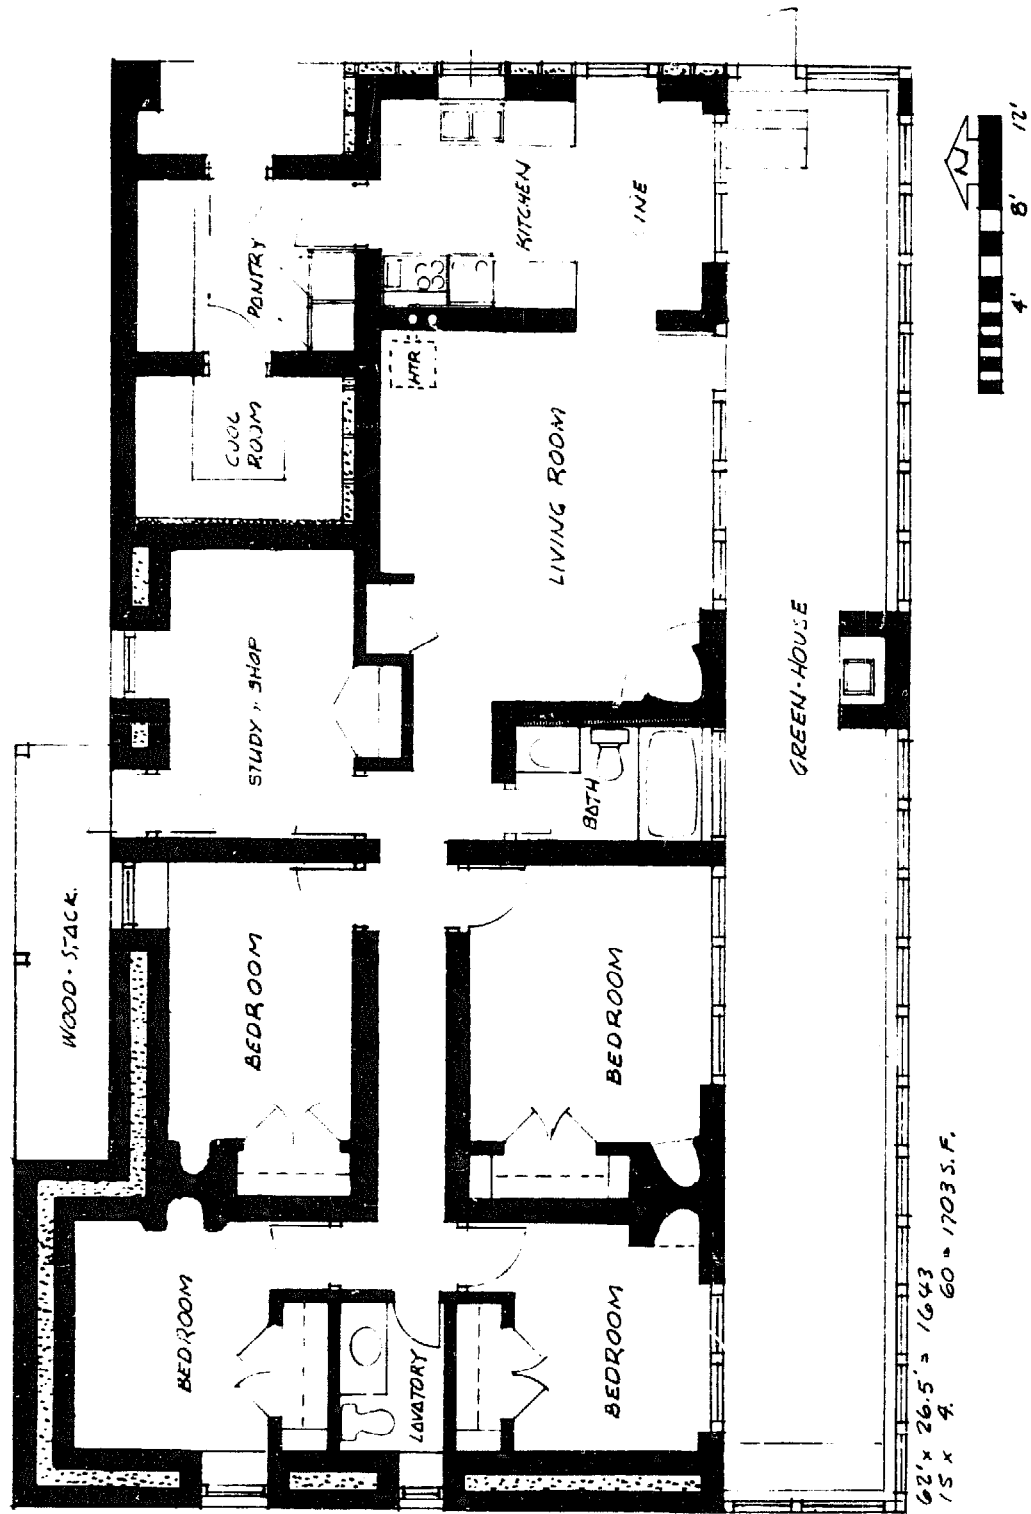 WOOD-STACK.
BEDROOM
BEDROOM
STUDY, SHOP
COOL
ROOM
PANTRY
LAVATORY
HTR
KITCHEN
INE
LIVING ROOM
BATH
BEDROOM
BEDROOM
GREEN-HOUSE
62' x 26.5' = 1643
15 x 4. 60 = 1703 S.F.
N
4' 8' 12'